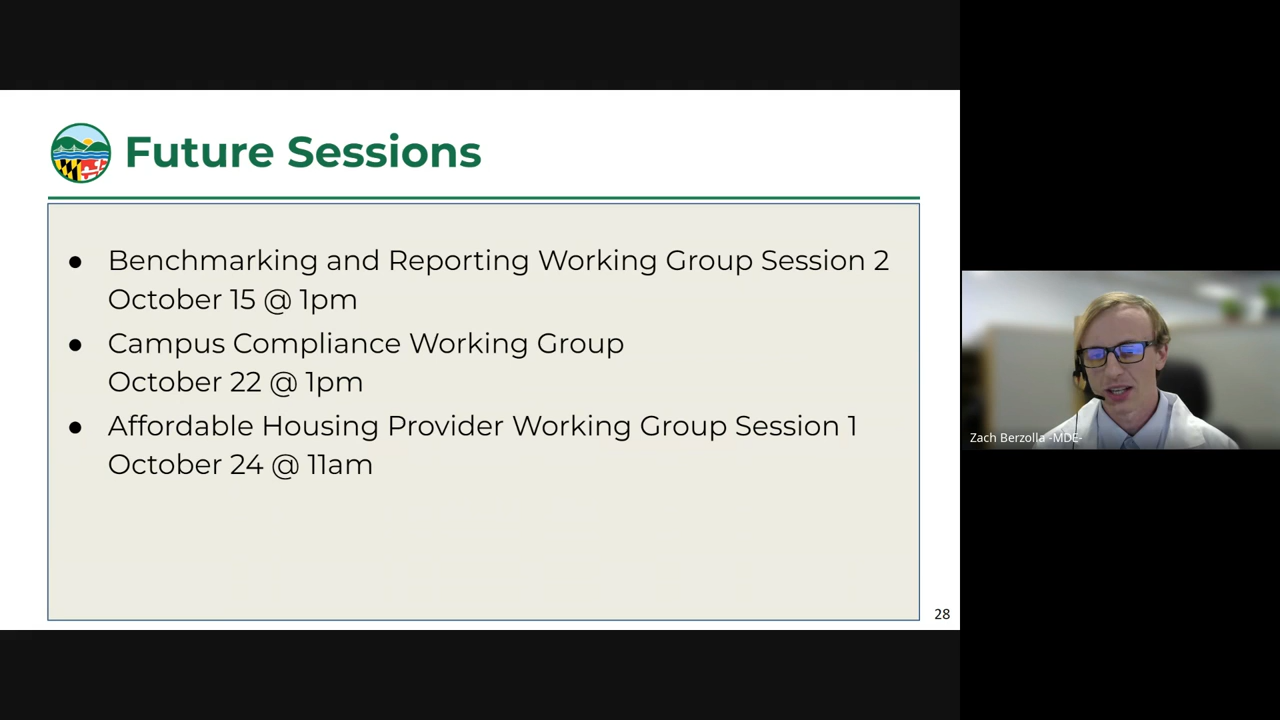 Future Sessions
● Benchmarking and Reporting Working Group Session 2
October 15 @ 1pm
● Campus Compliance Working Group
October 22 @ 1pm
● Affordable Housing Provider Working Group Session 1
October 24 @ 11am
28
Zach Berzolla -MDE-